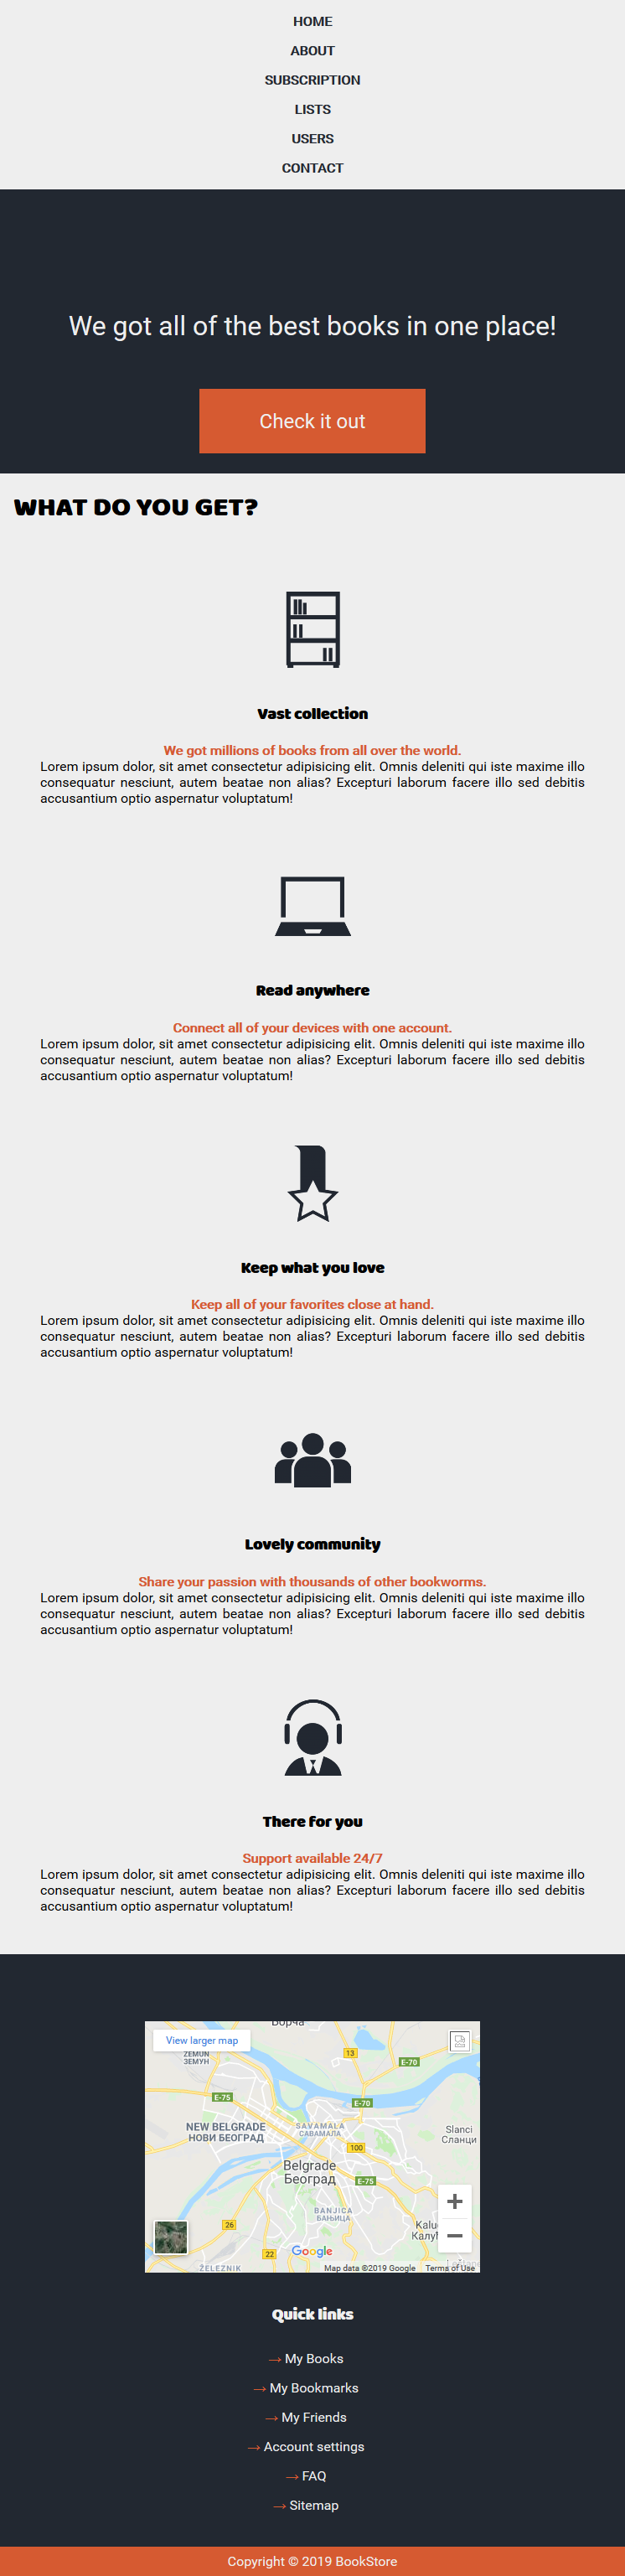 HOME
ABOUT
SUBSCRIPTION
LISTS
USERS
CONTACT
We got all of the best books in one place!
Check it out
WHAT DO YOU GET?
Vast collection
We got millions of books from all over the world.
Lorem ipsum dolor, sit amet consectetur adipisicing elit. Omnis deleniti qui iste maxime illo
consequatur nesciunt, autem beatae non alias? Excepturi laborum facere illo sed debitis
accusantium optio aspernatur voluptatum!
Read anywhere
Connect all of your devices with one account.
Lorem ipsum dolor, sit amet consectetur adipisicing elit. Omnis deleniti qui iste maxime illo
consequatur nesciunt, autem beatae non alias? Excepturi laborum facere illo sed debitis
accusantium optio aspernatur voluptatum!
Keep what you love
Keep all of your favorites close at hand.
Lorem ipsum dolor, sit amet consectetur adipisicing elit. Omnis deleniti qui iste maxime illo
consequatur nesciunt, autem beatae non alias? Excepturi laborum facere illo sed debitis
accusantium optio aspernatur voluptatum!
Lovely community
Share your passion with thousands of other bookworms.
Lorem ipsum dolor, sit amet consectetur adipisicing elit. Omnis deleniti qui iste maxime illo
consequatur nesciunt, autem beatae non alias? Excepturi laborum facere illo sed debitis
accusantium optio aspernatur voluptatum!
There for you
Support available 24/7
Lorem ipsum dolor, sit amet consectetur adipisicing elit. Omnis deleniti qui iste maxime illo
consequatur nesciunt, autem beatae non alias? Excepturi laborum facere illo sed debitis
accusantium optio aspernatur voluptatum!
Борча
View larger map
13
E-70
ZEMUN
ЗЕМУН
E-75
E-70
NEW BELGRADE
НОВИ БЕОГРАД
SAVAMALA
САВАМАЛА
Slanci
Сланци
100
Belgrade
Београд
E-75
BANJICA
БАЊИЦА
26
Kaluđ
Калуђ
22
Google
ŽELEZNIK
Map data ©2019 Google
Terms of Use
Quick links
→ My Books
→ My Bookmarks
→ My Friends
→ Account settings
→ FAQ
→ Sitemap
Copyright © 2019 BookStore